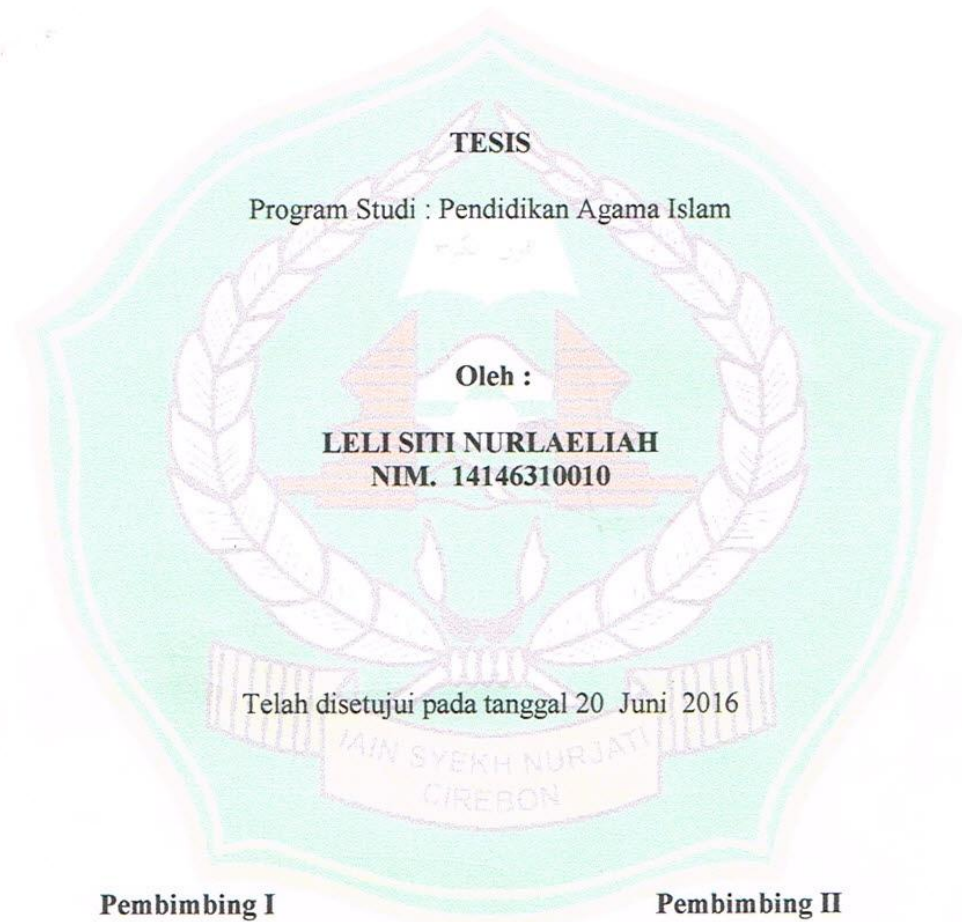 TESIS
Program Studi : Pendidikan Agama Islam
Oleh :
LELI SITI NURLAELIAH
NIM. 14146310010
Telah disetujui pada tanggal 20 Juni 2016
IAIN SYEKH NURJATI
CIREBON
Pembimbing I
Pembimbing II